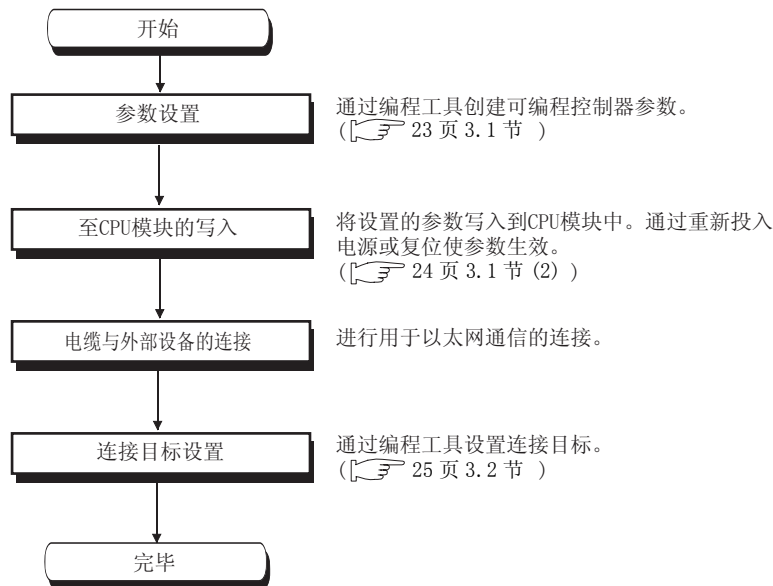 开始
参数设置
通过编程工具创建可编程控制器参数。
( 23 页 3.1 节 )
至CPU模块的写入
将设置的参数写入到CPU模块中。通过重新投入
电源或复位使参数生效。
( 24 页 3.1 节 (2) )
电缆与外部设备的连接
进行用于以太网通信的连接。
连接目标设置
通过编程工具设置连接目标。
( 25 页 3.2 节 )
完毕